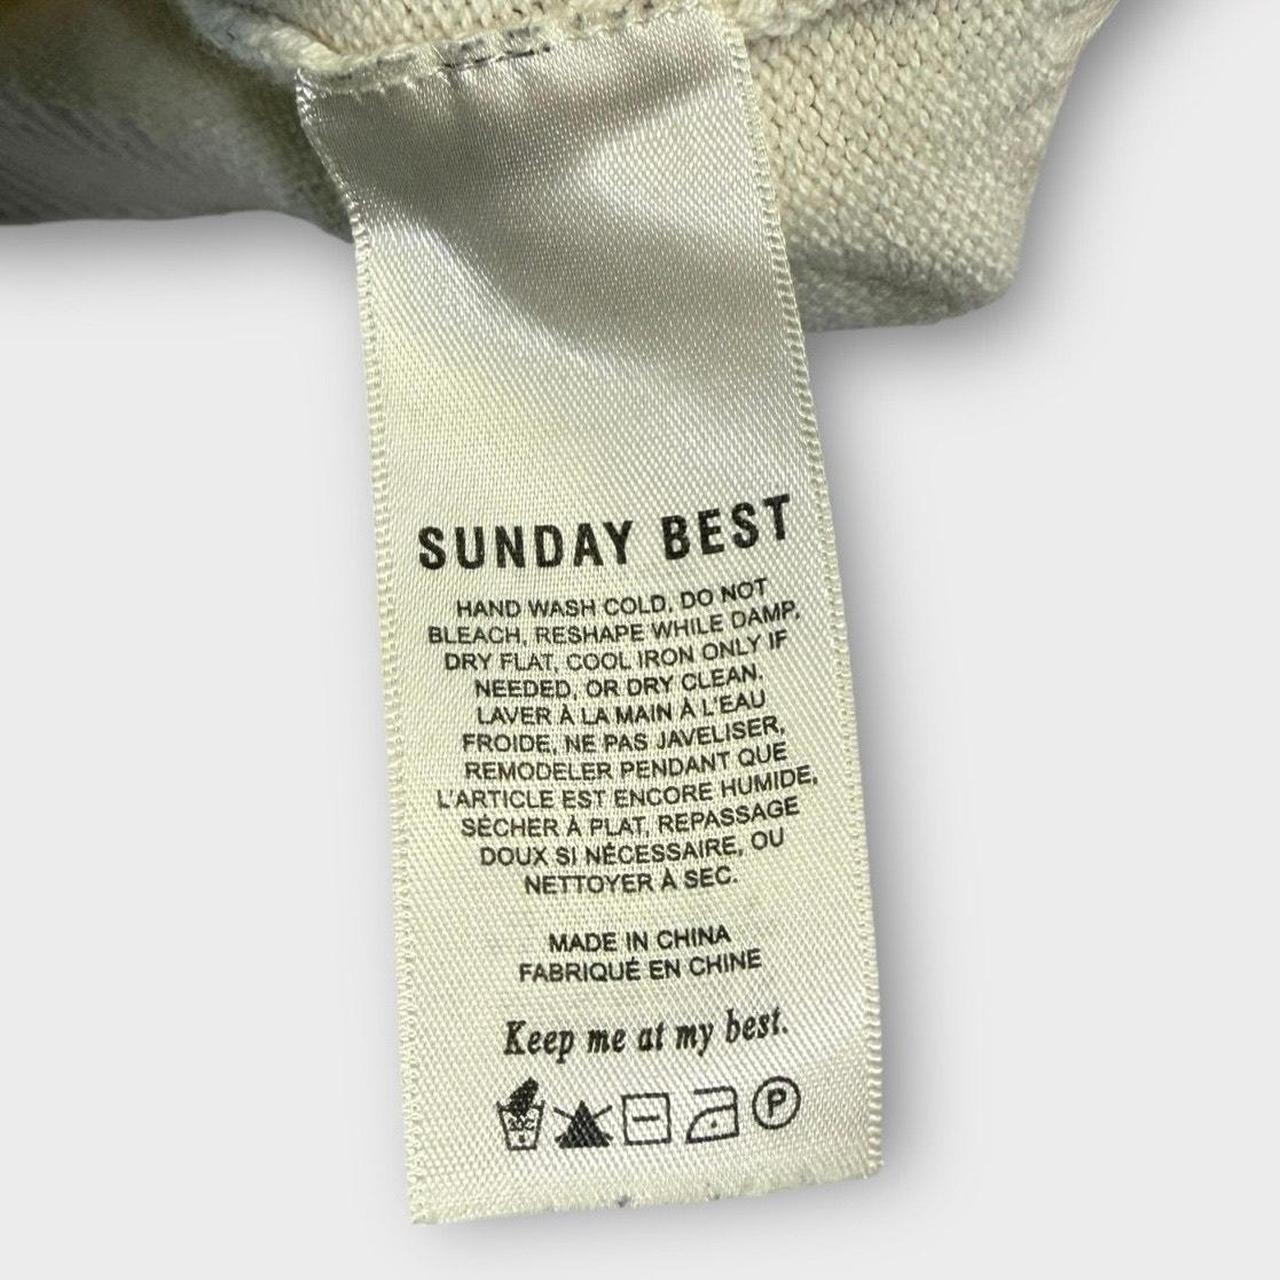 SUNDAY BEST
HAND WASH COLD, DO NOT
BLEACH, RESHAPE WHILE DAMP,
DRY FLAT, COOL IRON ONLY IF
NEEDED, OR DRY CLEAN.
LAVER À LA MAIN À L'EAU
FROIDE, NE PAS JAVELISER,
REMODELER PENDANT QUE
L'ARTICLE EST ENCORE HUMIDE,
SÉCHER À PLAT, REPASSAGE
DOUX SI NÉCESSAIRE, OU
NETTOYER À SEC.
MADE IN CHINA
FABRIQUÉ EN CHINE
Keep me at my best.
30C P